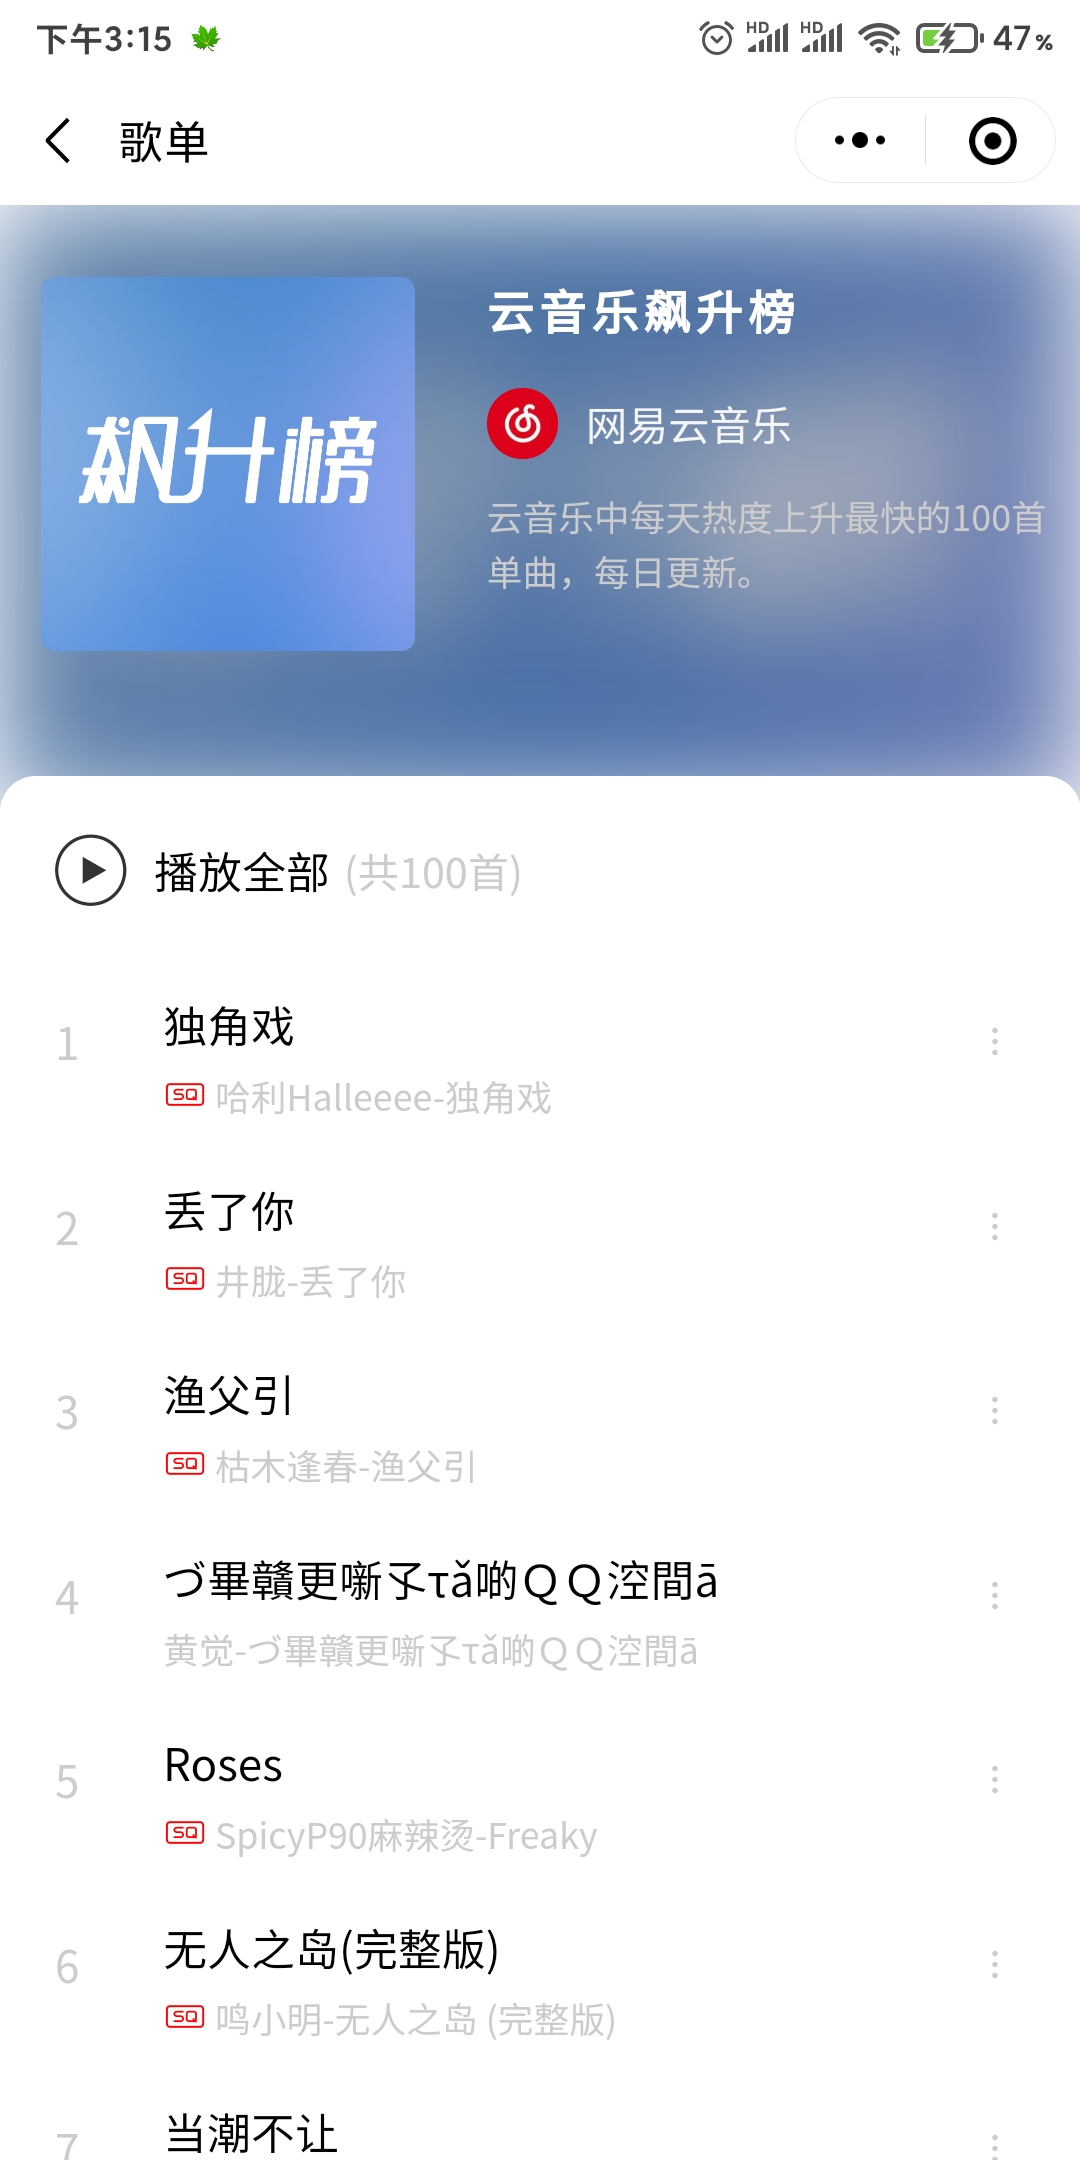 下午3:15
HD HD 47%
歌单
飙升榜
云音乐飙升榜
网易云音乐
云音乐中每天热度上升最快的100首
单曲，每日更新。
播放全部 (共100首)
1 独角戏
SQ 哈利Halleeee-独角戏
2 丢了你
SQ 井胧-丢了你
3 渔父引
SQ 枯木逢春-渔父引
4 づ畢竷更噺孓τǎ啲ＱＱ涳間ā
黄觉-づ畢竷更噺孓τǎ啲ＱＱ涳間ā
5 Roses
SQ SpicyP90麻辣烫-Freaky
6 无人之岛(完整版)
SQ 鸣小明-无人之岛 (完整版)
7 当潮不让